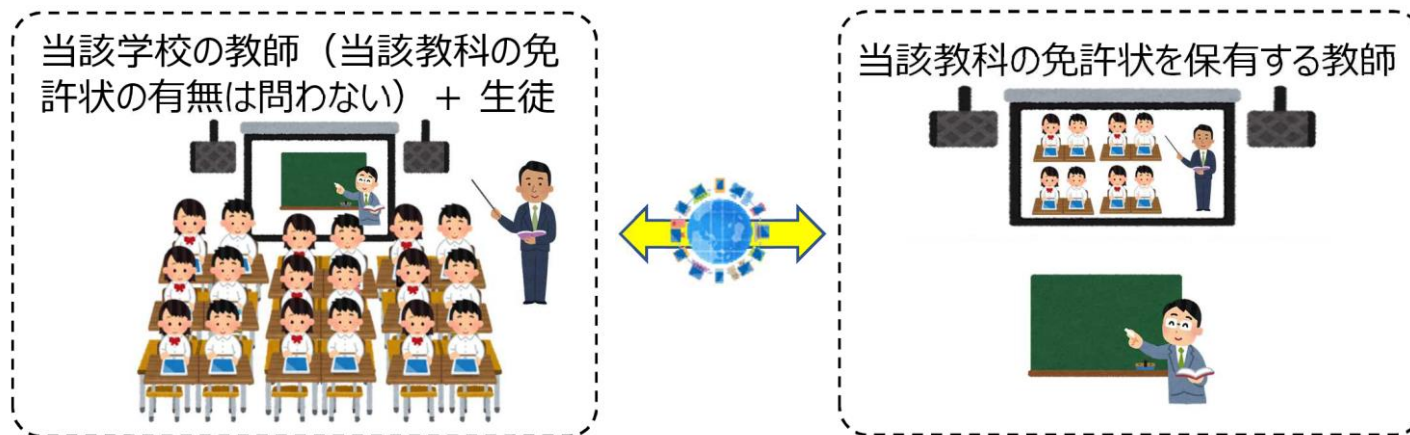 当該学校の教師（当該教科の免
許状の有無は問わない）＋ 生徒
当該教科の免許状を保有する教師